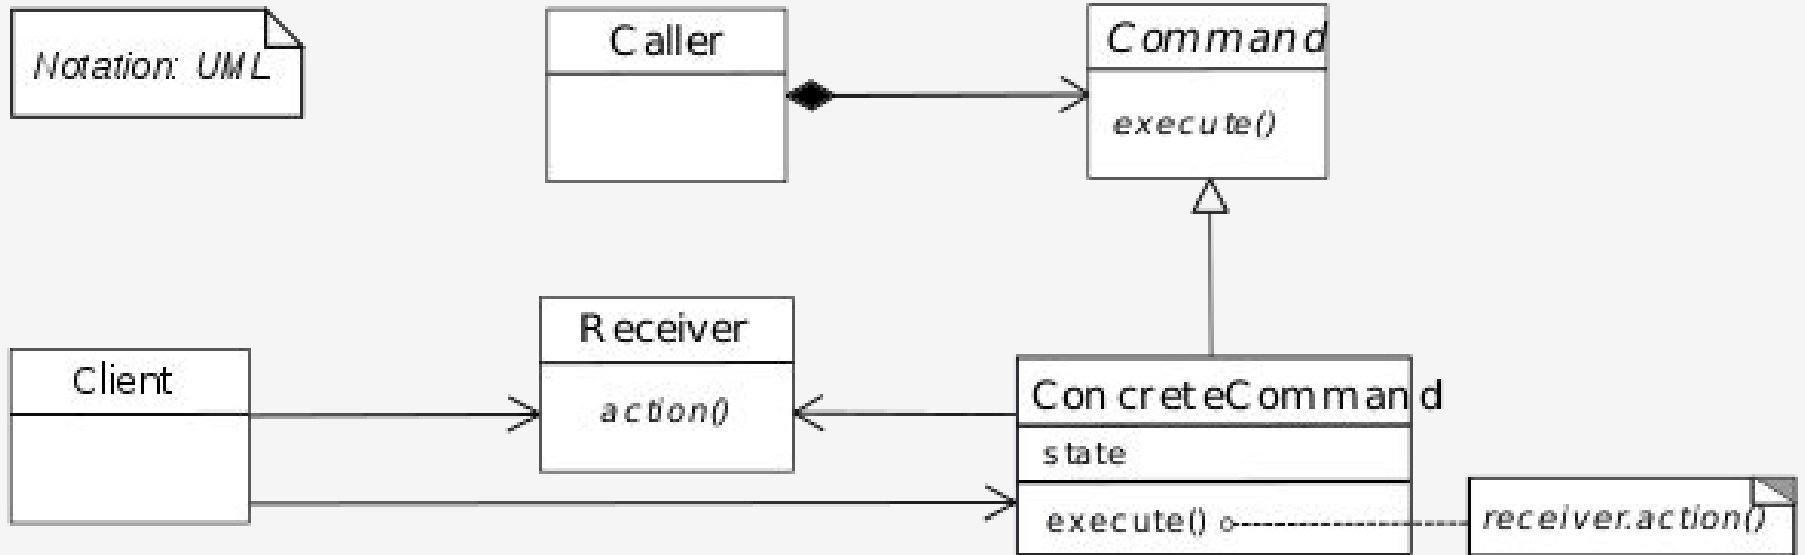 Notation: UML
Caller
Command
execute()
Receiver
action()
Client
ConcreteCommand
state
execute()
receiver.action()